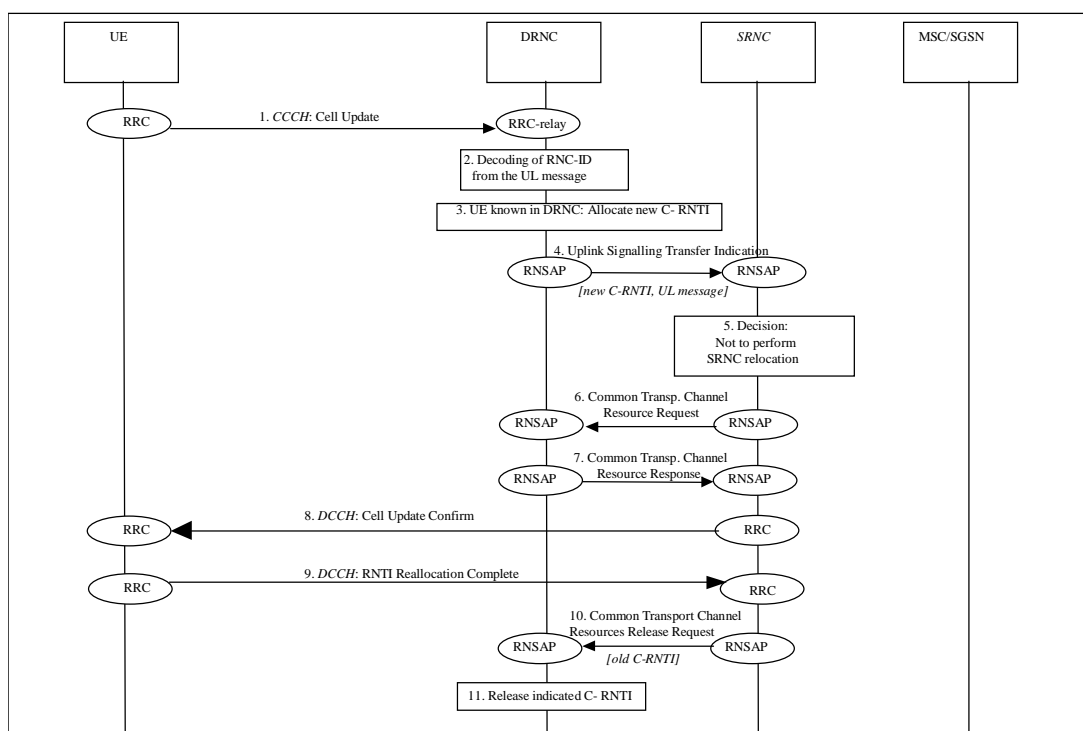 UE
DRNC
SRNC
MSC/SGSN
RRC
1. CCCH: Cell Update
RRC-relay
2. Decoding of RNC-ID
from the UL message
3. UE known in DRNC: Allocate new C- RNTI
4. Uplink Signalling Transfer Indication
RNSAP
RNSAP
[new C-RNTI, UL message]
5. Decision:
Not to perform
SRNC relocation
6. Common Transp. Channel
Resource Request
RNSAP
RNSAP
7. Common Transp. Channel
Resource Response
RNSAP
RNSAP
8. DCCH: Cell Update Confirm
RRC
RRC
9. DCCH: RNTI Reallocation Complete
RRC
RRC
10. Common Transport Channel
Resources Release Request
RNSAP
RNSAP
[old C-RNTI]
11. Release indicated C- RNTI